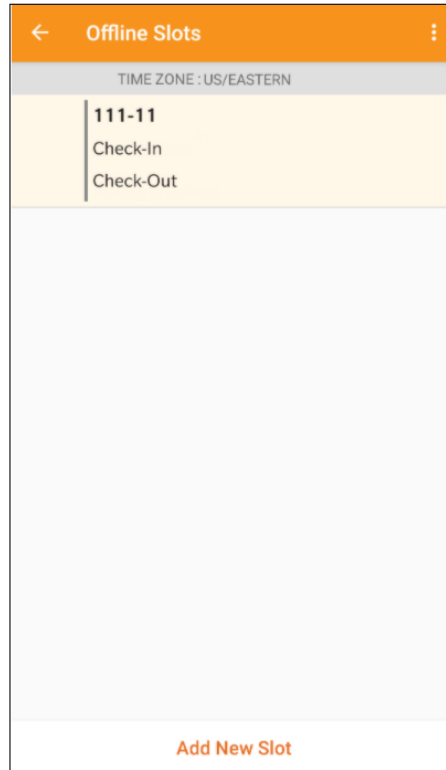 Offline Slots
TIME ZONE : US/EASTERN
111-11
Check-In
Check-Out
Add New Slot